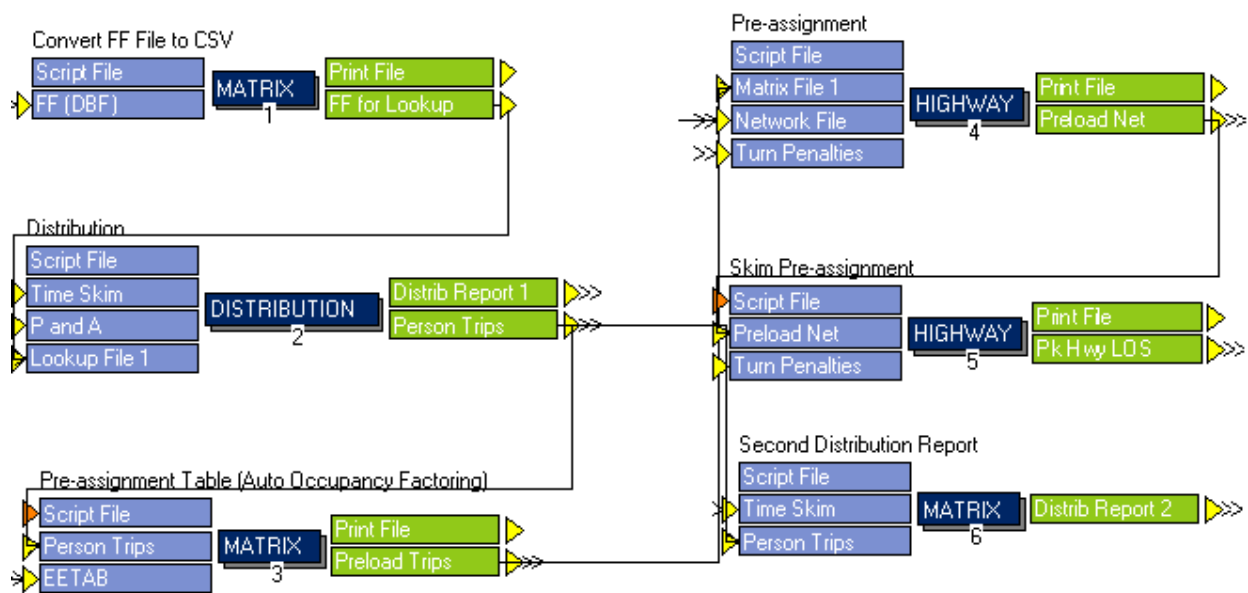 Convert FF File to CSV
Script File
FF (DBF)
MATRIX
1
Print File
FF for Lookup
Distribution
Script File
Time Skim
P and A
Lookup File 1
DISTRIBUTION
2
Distrib Report 1
Person Trips
Pre-assignment Table (Auto Occupancy Factoring)
Script File
Person Trips
EETAB
MATRIX
3
Print File
Preload Trips
Pre-assignment
Script File
Matrix File 1
Network File
Turn Penalties
HIGHWAY
4
Print File
Preload Net
Skim Pre-assignment
Script File
Preload Net
Turn Penalties
HIGHWAY
5
Print File
Pk Hwy LOS
Second Distribution Report
Script File
Time Skim
Person Trips
MATRIX
6
Distrib Report 2